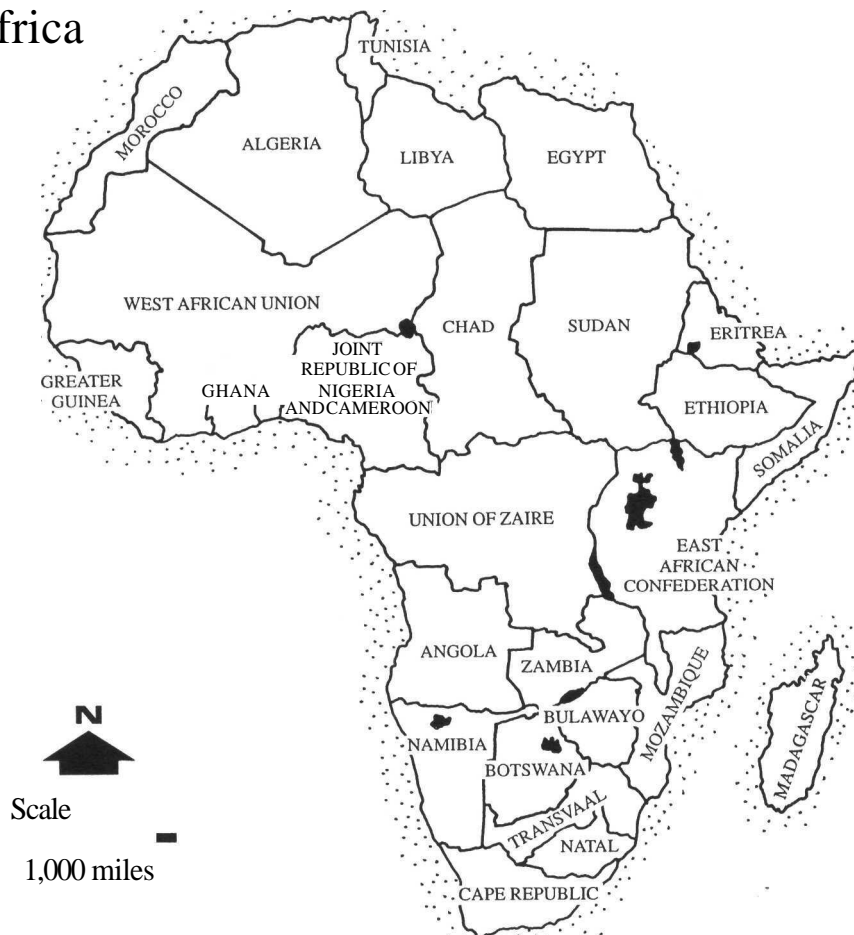 frica
TUNISIA
MOROCCO
ALGERIA
LIBYA
EGYPT
WEST AFRICAN UNION
CHAD
SUDAN
ERITREA
JOINT
REPUBLIC OF
NIGERIA
ANDCAMEROON
GREATER
GUINEA
GHANA
ETHIOPIA
SOMALIA
UNION OF ZAIRE
EAST
AFRICAN
CONFEDERATION
ANGOLA
ZAMBIA
MOZAMBIQUE
MADAGASCAR
N
NAMIBIA
BULAWAYO
BOTSWANA
Scale
1,000 miles
TRANSVAAL
NATAL
CAPE REPUBLIC